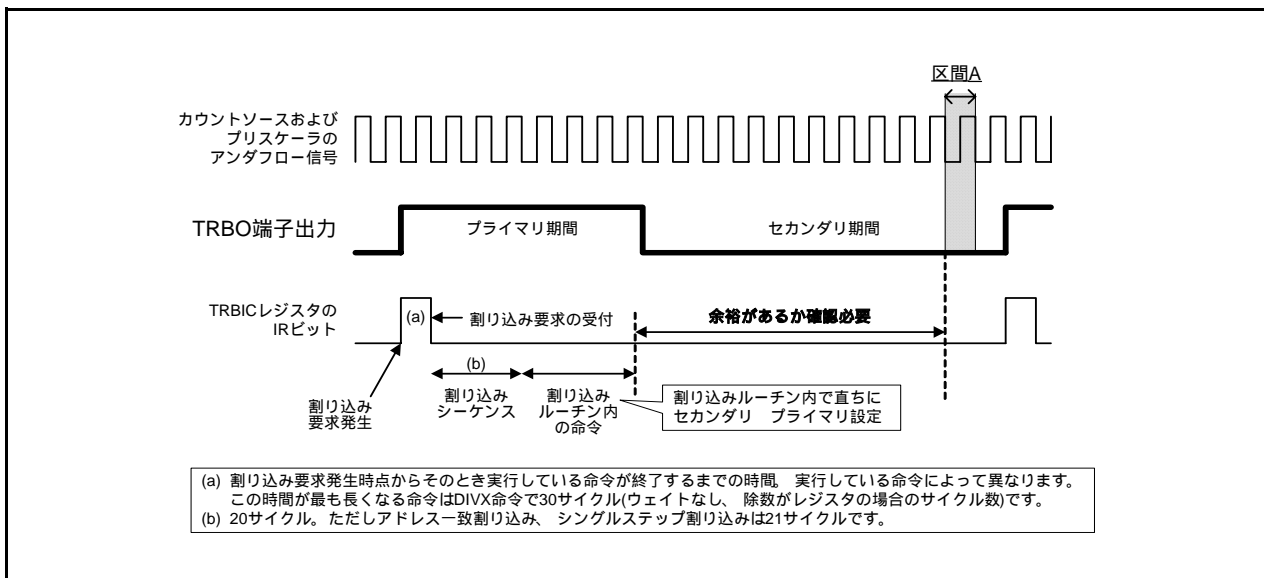 区間A
カウントソースおよび
プリスケーラの
アンダフロー信号
TRBO端子出力
プライマリ期間
セカンダリ期間
TRBICレジスタの
IRビット
(a)
割り込み要求の受付
余裕があるか確認必要
(b)
割り込み
要求発生
割り込み
シーケンス
割り込み
ルーチン内
の命令
割り込みルーチン内で直ちに
セカンダリ プライマリ設定
(a) 割り込み要求発生時点からそのとき実行している命令が終了するまでの時間。 実行している命令によって異なります。
この時間が最も長くなる命令はDIVX命令で30サイクル(ウェイトなし、 除数がレジスタの場合のサイクル数)です。
(b) 20サイクル。ただしアドレス一致割り込み、 シングルステップ割り込みは21サイクルです。